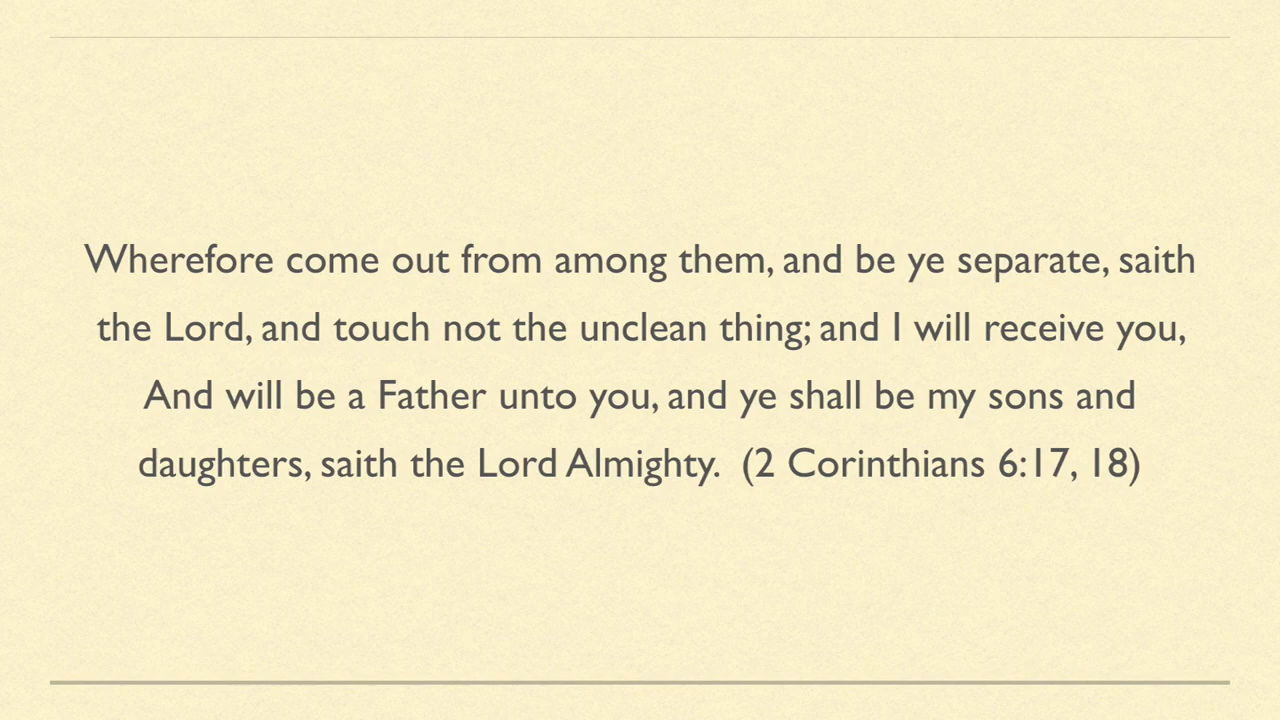 Wherefore come out from among them, and be ye separate, saith
the Lord, and touch not the unclean thing; and I will receive you,
And will be a Father unto you, and ye shall be my sons and
daughters, saith the Lord Almighty.  (2 Corinthians 6:17, 18)